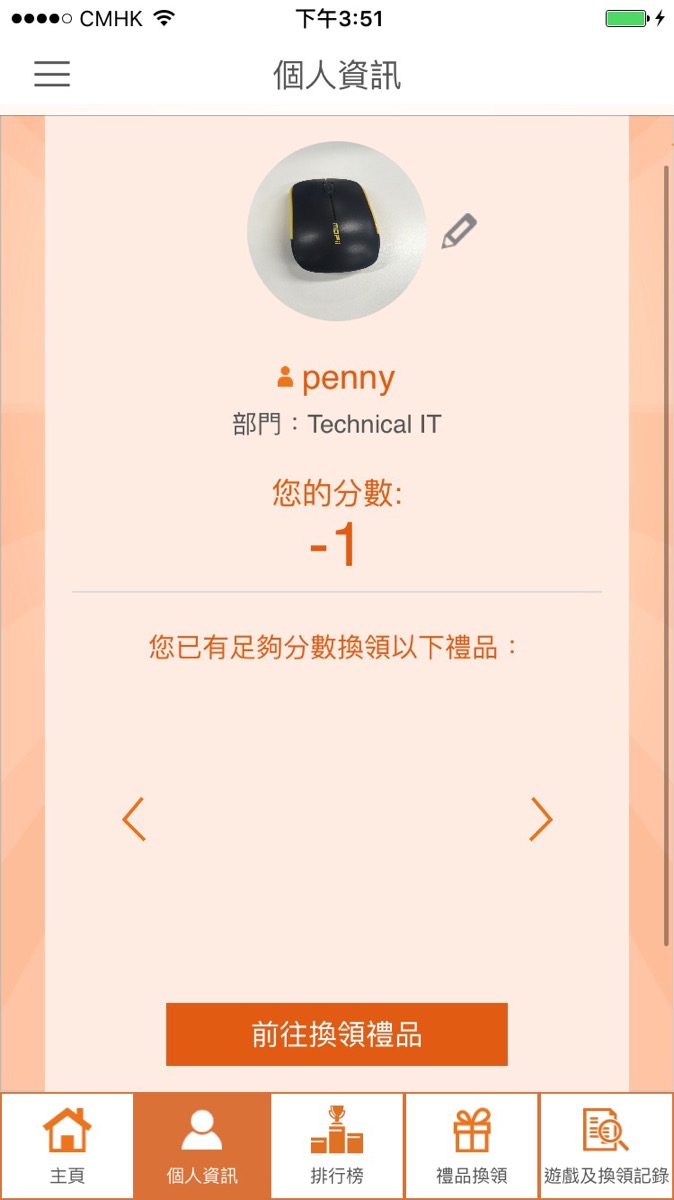 CMHK 下午3:51
個人資訊
MOFii
penny
部門：Technical IT
您的分數:
-1
您已有足夠分數換領以下禮品：
前往換領禮品
主頁
個人資訊
排行榜
禮品換領
遊戲及換領記錄